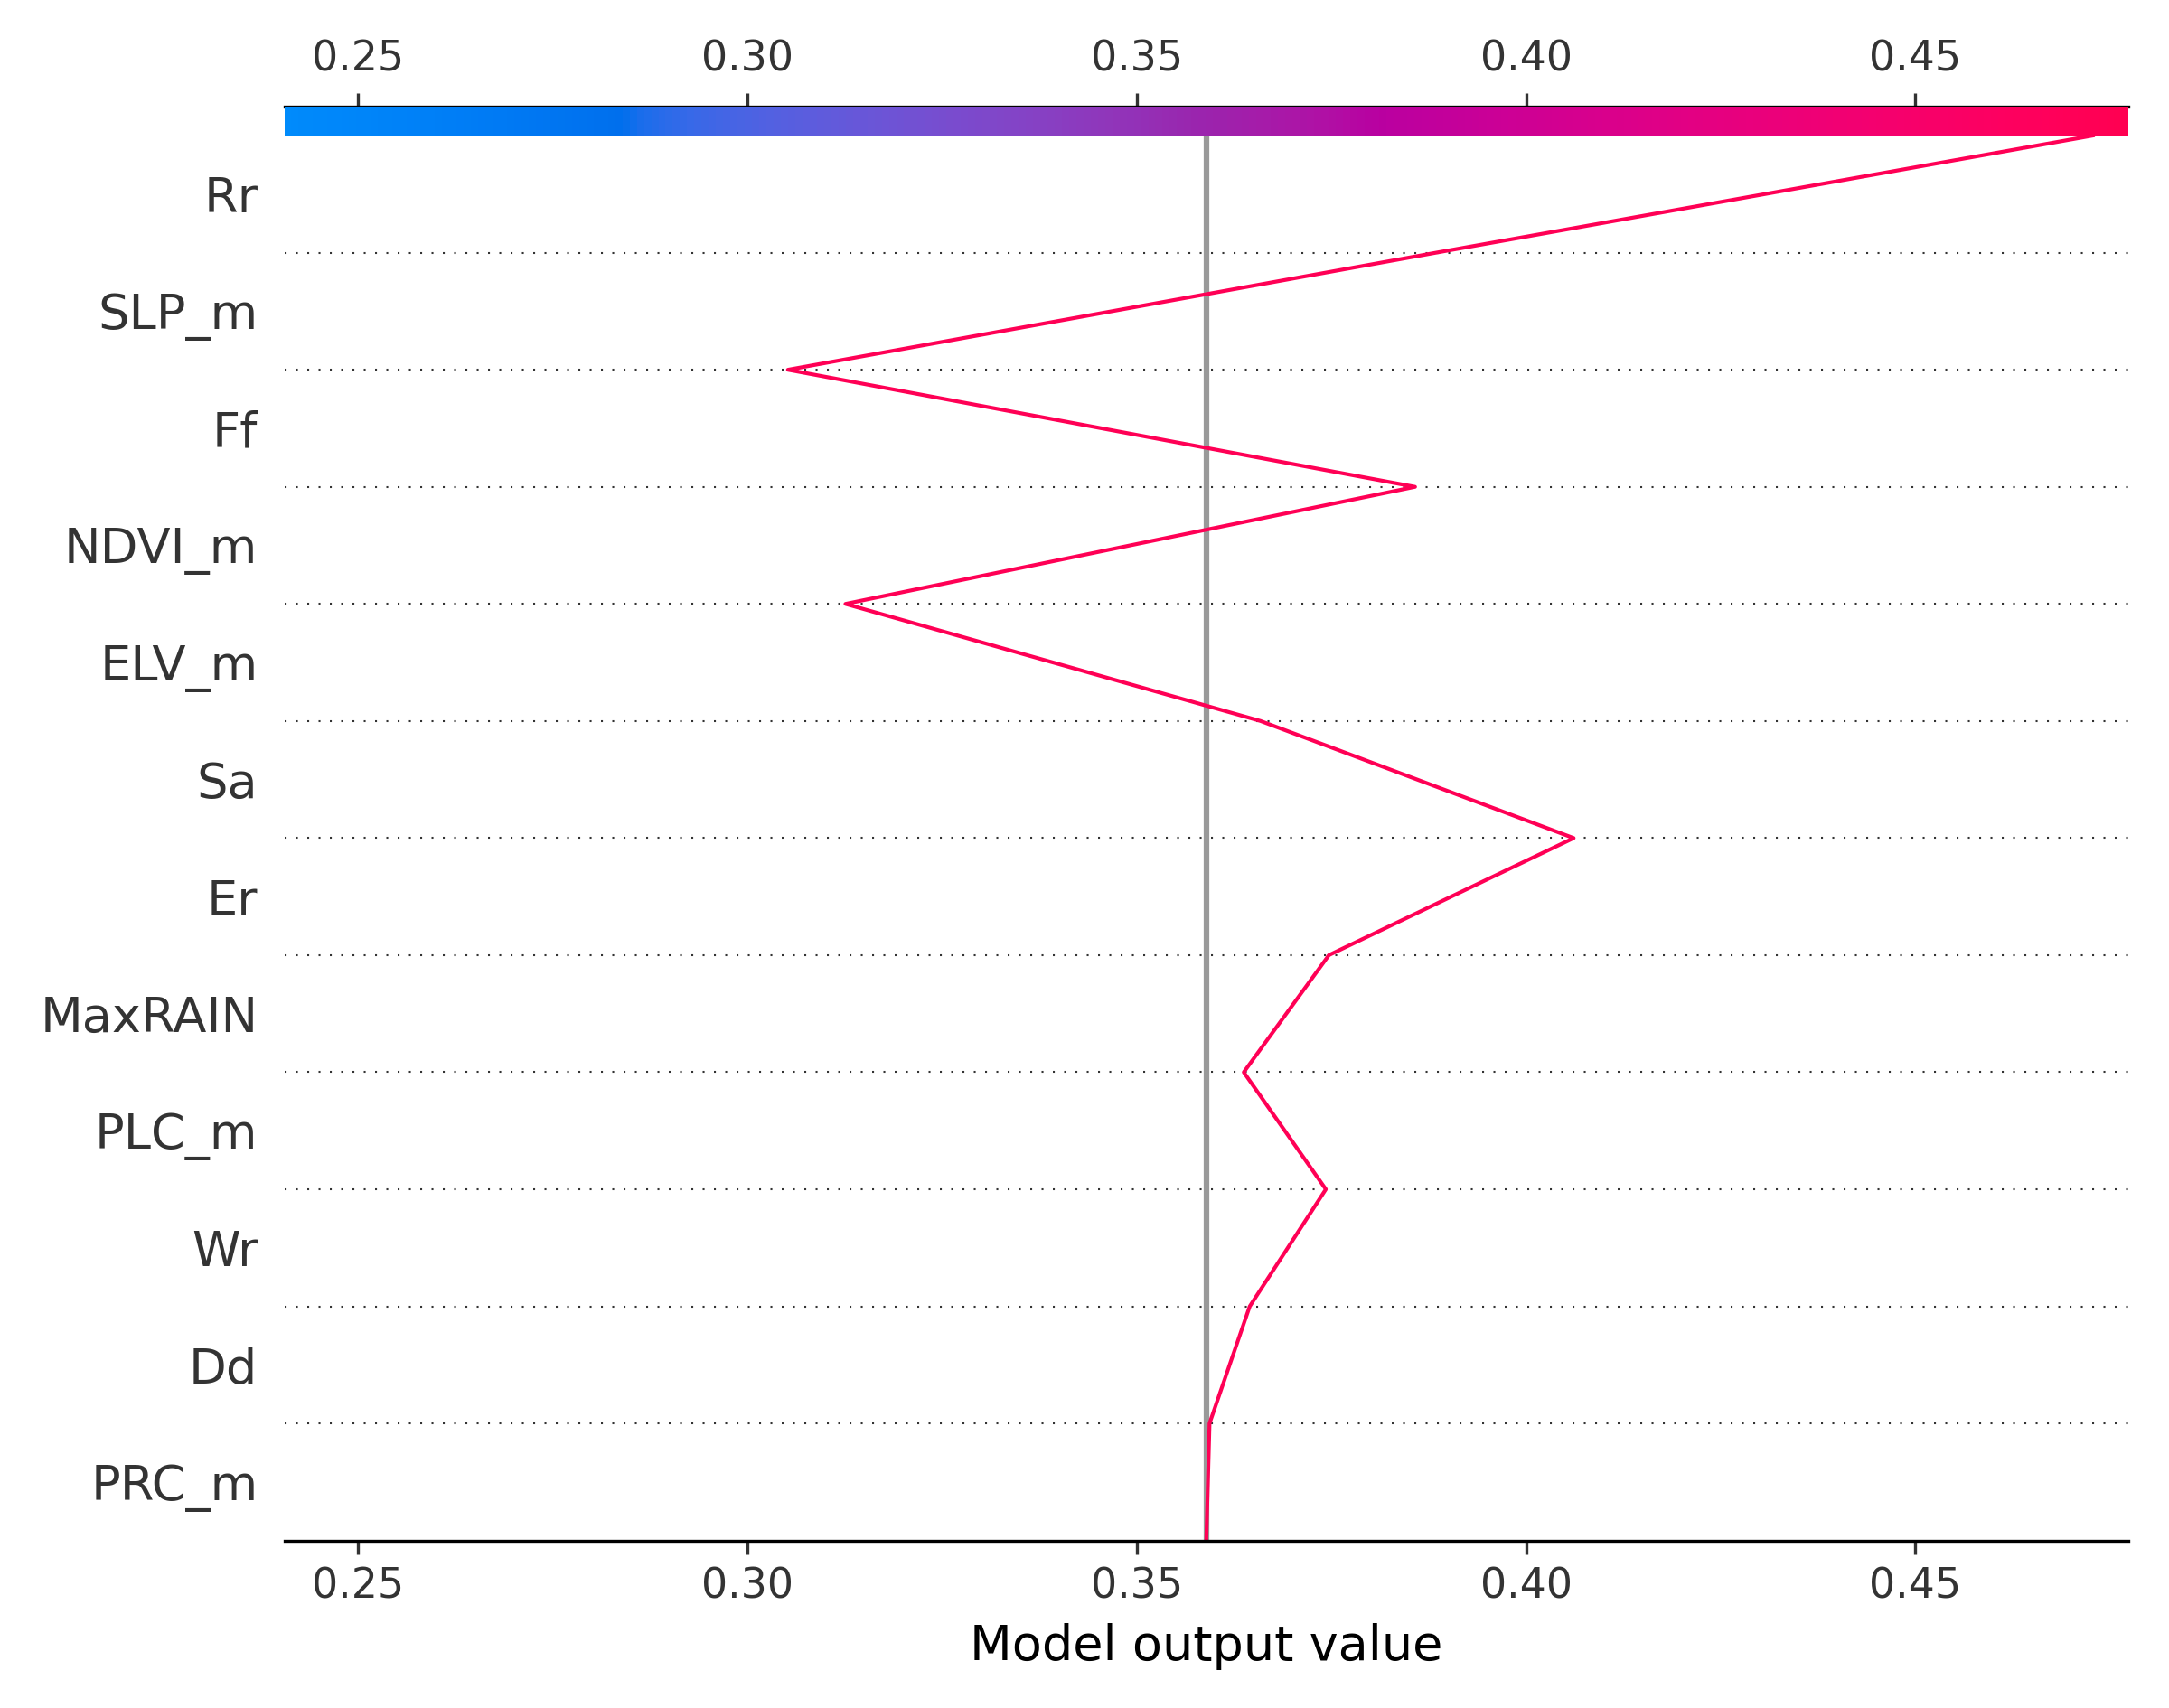 0.25 0.30 0.35 0.40 0.45
Rr
SLP_m
Ff
NDVI_m
ELV_m
Sa
Er
MaxRAIN
PLC_m
Wr
Dd
PRC_m
0.25 0.30 0.35 0.40 0.45
Model output value